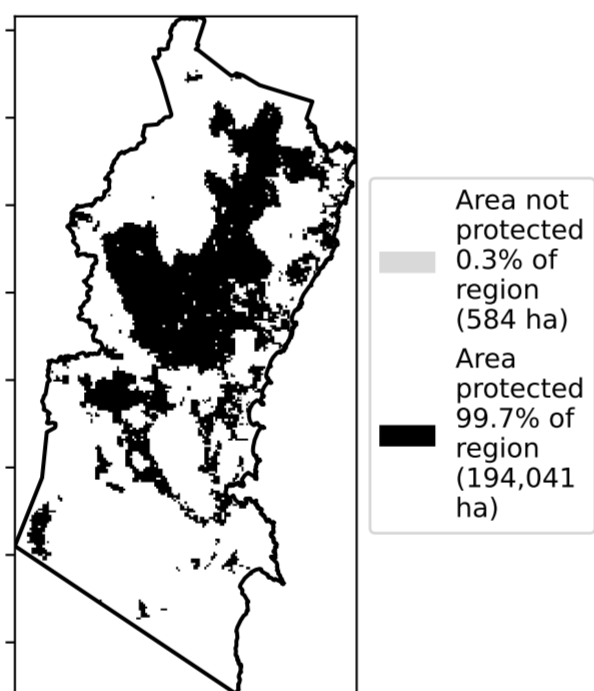 Area not
protected
0.3% of
region
(584 ha)
Area
protected
99.7% of
region
(194,041
ha)